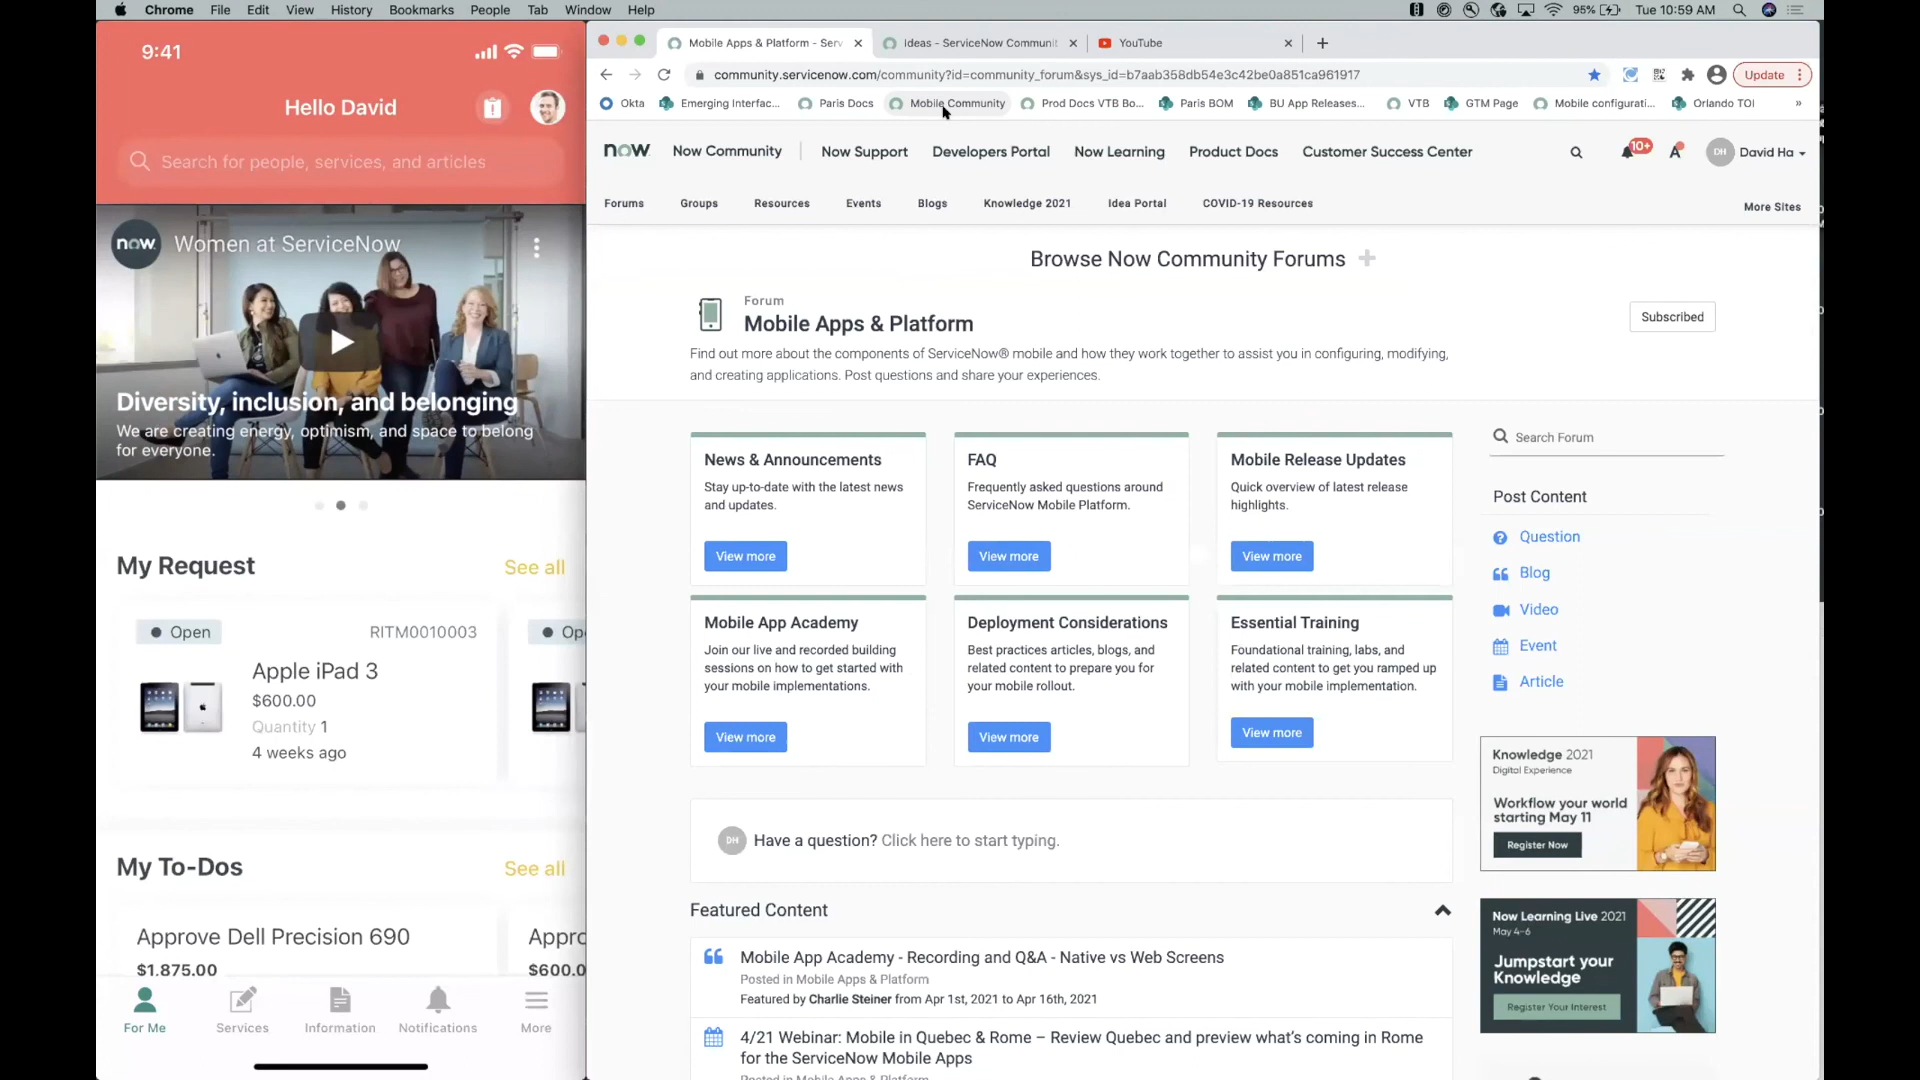 Chrome File Edit View History Bookmarks People Tab Window Help
95% Tue 10:59 AM
9:41
Hello David
Search for people, services, and articles
now. Women at ServiceNow
Diversity, inclusion, and belonging
We are creating energy, optimism, and space to belong
for everyone.
My Request
See all
Open
RITM0010003
Apple iPad 3
$600.00
Quantity 1
4 weeks ago
My To-Dos
See all
Approve Dell Precision 690
$1,875.00
$600.0
For Me
Services
Information
Notifications
More
Mobile Apps & Platform - Serv
Ideas - ServiceNow Communit
YouTube
community.servicenow.com/community?id=community_forum&sys_id=b7aab358db54e3c42be0a851ca961917
Update
Okta
Emerging Interfac...
Paris Docs
Mobile Community
Prod Docs VTB Bo...
Paris BOM
BU App Releases...
VTB
GTM Page
Mobile configurati...
Orlando TOI
»
now
Now Community
Now Support
Developers Portal
Now Learning
Product Docs
Customer Success Center
10+
DH
David Ha
Forums
Groups
Resources
Events
Blogs
Knowledge 2021
Idea Portal
COVID-19 Resources
More Sites
Browse Now Community Forums
Forum
Mobile Apps & Platform
Subscribed
Find out more about the components of ServiceNow® mobile and how they work together to assist you in configuring, modifying,
and creating applications. Post questions and share your experiences.
News & Announcements
Stay up-to-date with the latest news
and updates.
View more
FAQ
Frequently asked questions around
ServiceNow Mobile Platform.
View more
Mobile Release Updates
Quick overview of latest release
highlights.
View more
Mobile App Academy
Join our live and recorded building
sessions on how to get started with
your mobile implementations.
View more
Deployment Considerations
Best practices articles, blogs, and
related content to prepare you for
your mobile rollout.
View more
Essential Training
Foundational training, labs, and
related content to get you ramped up
with your mobile implementation.
View more
Search Forum
Post Content
Question
Blog
Video
Event
Article
Knowledge 2021
Digital Experience
Workflow your world
starting May 11
Register Now
Now Learning Live 2021
May 4-6
Jumpstart your
Knowledge
Register Your Interest
DH
Have a question? Click here to start typing.
Featured Content
Mobile App Academy - Recording and Q&A - Native vs Web Screens
Posted in Mobile Apps & Platform
Featured by Charlie Steiner from Apr 1st, 2021 to Apr 16th, 2021
4/21 Webinar: Mobile in Quebec & Rome – Review Quebec and preview what's coming in Rome
for the ServiceNow Mobile Apps
Posted in Mobile Apps & Platform